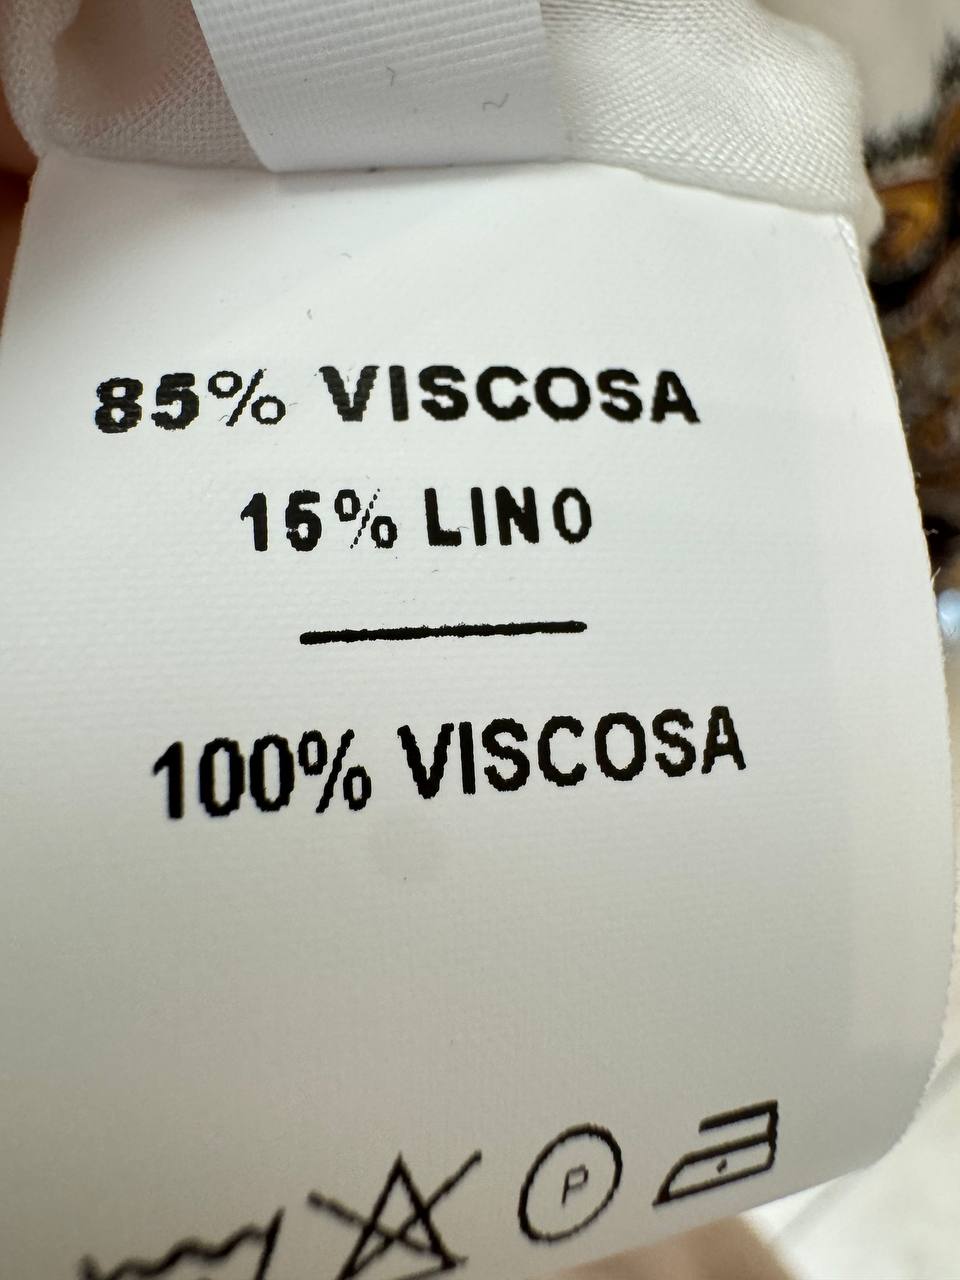 85% VISCOSA
15% LINO
100% VISCOSA
P